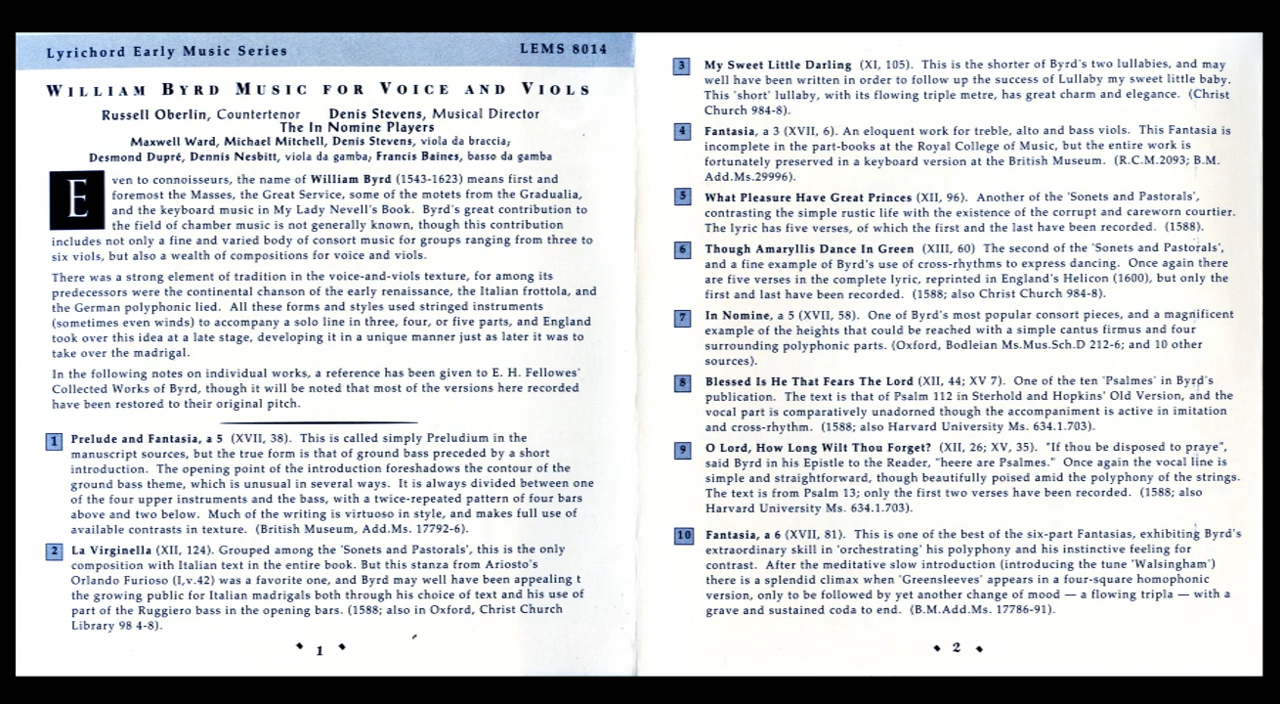 Lyrichord Early Music Series LEMS 8014
WILLIAM BYRD MUSIC FOR VOICE AND VIOLS
Russell Oberlin, Countertenor Denis Stevens, Musical Director
The In Nomine Players
Maxwell Ward, Michael Mitchell, Denis Stevens, viola da braccia;
Desmond Dupré, Dennis Nesbitt, viola da gamba; Francis Baines, basso da gamba
Even to connoisseurs, the name of William Byrd (1543-1623) means first and
foremost the Masses, the Great Service, some of the motets from the Gradualia,
and the keyboard music in My Lady Nevell's Book. Byrd's great contribution to
the field of chamber music is not generally known, though this contribution
includes not only a fine and varied body of consort music for groups ranging from three to
six viols, but also a wealth of compositions for voice and viols.
There was a strong element of tradition in the voice-and-viols texture, for among its
predecessors were the continental chanson of the early renaissance, the Italian frottola, and
the German polyphonic lied. All these forms and styles used stringed instruments
(sometimes even winds) to accompany a solo line in three, four, or five parts, and England
took over this idea at a late stage, developing it in a unique manner just as later it was to
take over the madrigal.
In the following notes on individual works, a reference has been given to E. H. Fellowes'
Collected Works of Byrd, though it will be noted that most of the versions here recorded
have been restored to their original pitch.
1 Prelude and Fantasia, a 5 (XVII, 38). This is called simply Preludium in the
manuscript sources, but the true form is that of ground bass preceded by a short
introduction. The opening point of the introduction foreshadows the contour of the
ground bass theme, which is unusual in several ways. It is always divided between one
of the four upper instruments and the bass, with a twice-repeated pattern of four bars
above and two below. Much of the writing is virtuoso in style, and makes full use of
available contrasts in texture. (British Museum, Add.Ms. 17792-6).
2 La Virginella (XII, 124). Grouped among the 'Sonets and Pastorals', this is the only
composition with Italian text in the entire book. But this stanza from Ariosto's
Orlando Furioso (I,v.42) was a favorite one, and Byrd may well have been appealing t
the growing public for Italian madrigals both through his choice of text and his use of
part of the Ruggiero bass in the opening bars. (1588; also in Oxford, Christ Church
Library 98 4-8).
1
3 My Sweet Little Darling (XI, 105). This is the shorter of Byrd's two lullabies, and may
well have been written in order to follow up the success of Lullaby my sweet little baby.
This 'short' lullaby, with its flowing triple metre, has great charm and elegance. (Christ
Church 984-8).
4 Fantasia, a 3 (XVII, 6). An eloquent work for treble, alto and bass viols. This Fantasia is
incomplete in the part-books at the Royal College of Music, but the entire work is
fortunately preserved in a keyboard version at the British Museum. (R.C.M.2093; B.M.
Add.Ms.29996).
5 What Pleasure Have Great Princes (XII, 96). Another of the 'Sonets and Pastorals',
contrasting the simple rustic life with the existence of the corrupt and careworn courtier.
The lyric has five verses, of which the first and the last have been recorded. (1588).
6 Though Amaryllis Dance In Green (XIII, 60) The second of the 'Sonets and Pastorals',
and a fine example of Byrd's use of cross-rhythms to express dancing. Once again there
are five verses in the complete lyric, reprinted in England's Helicon (1600), but only the
first and last have been recorded. (1588; also Christ Church 984-8).
7 In Nomine, a 5 (XVII, 58). One of Byrd's most popular consort pieces, and a magnificent
example of the heights that could be reached with a simple cantus firmus and four
surrounding polyphonic parts. (Oxford, Bodleian Ms.Mus.Sch.D 212-6; and 10 other
sources).
8 Blessed Is He That Fears The Lord (XII, 44; XV 7). One of the ten 'Psalmes' in Byrd's
publication. The text is that of Psalm 112 in Sterhold and Hopkins' Old Version, and the
vocal part is comparatively unadorned though the accompaniment is active in imitation
and cross-rhythm. (1588; also Harvard University Ms. 634.1.703).
9 O Lord, How Long Wilt Thou Forget? (XII, 26; XV, 35). "If thou be disposed to praye",
said Byrd in his Epistle to the Reader, "heere are Psalmes." Once again the vocal line is
simple and straightforward, though beautifully poised amid the polyphony of the strings.
The text is from Psalm 13; only the first two verses have been recorded. (1588; also
Harvard University Ms. 634.1.703).
10 Fantasia, a 6 (XVII, 81). This is one of the best of the six-part Fantasias, exhibiting Byrd's
extraordinary skill in 'orchestrating' his polyphony and his instinctive feeling for
contrast. After the meditative slow introduction (introducing the tune 'Walsingham')
there is a splendid climax when 'Greensleeves' appears in a four-square homophonic
version, only to be followed by yet another change of mood — a flowing tripla — with a
grave and sustained coda to end. (B.M.Add.Ms. 17786-91).
2